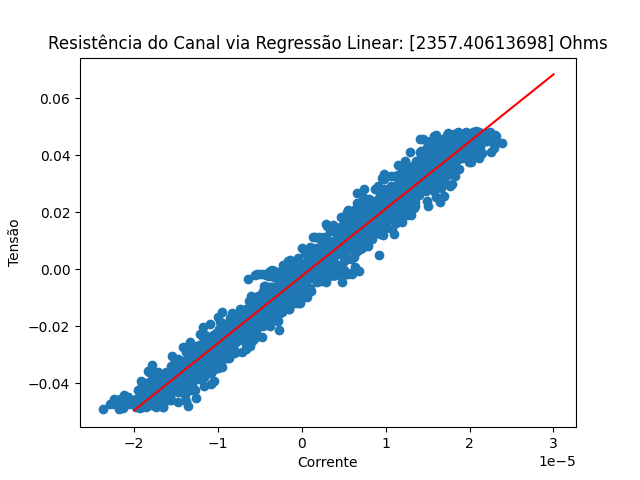 Resistência do Canal via Regressão Linear: [2357.40613698] Ohms
0.06
0.04
0.02
0.00
−0.02
−0.04
Tensão
−2 −1 0 1 2 3
1e−5
Corrente